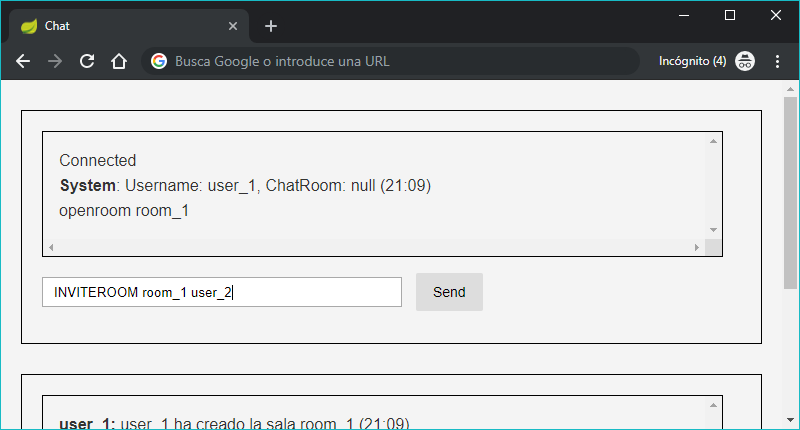 Chat
Busca Google o introduce una URL
Incógnito (4)
Connected
System: Username: user_1, ChatRoom: null (21:09)
openroom room_1
INVITEROOM room_1 user_2
Send
user_1: user_1 ha creado la sala room_1 (21:09)